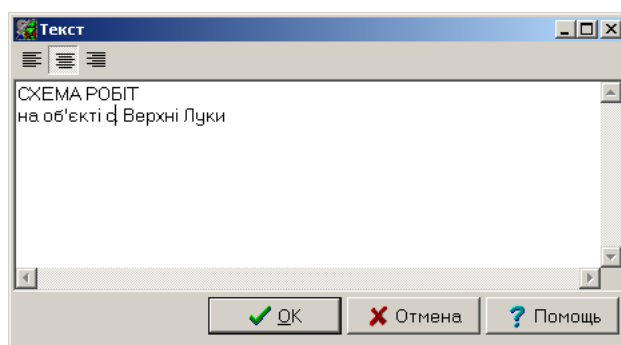 Текст
СХЕМА РОБІТ
на об'єкті с. Верхні Луки
OK
Отмена
Помощь